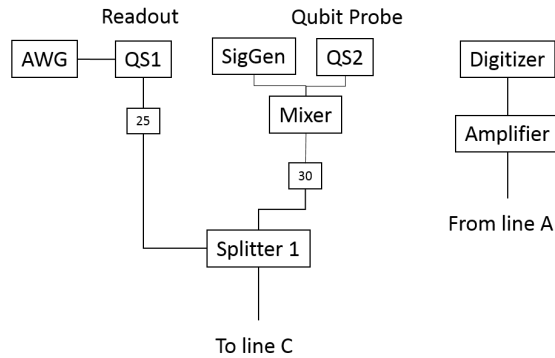 Readout
Qubit Probe
AWG
QS1
SigGen
QS2
Digitizer
25
Mixer
Amplifier
30
From line A
Splitter 1
To line C